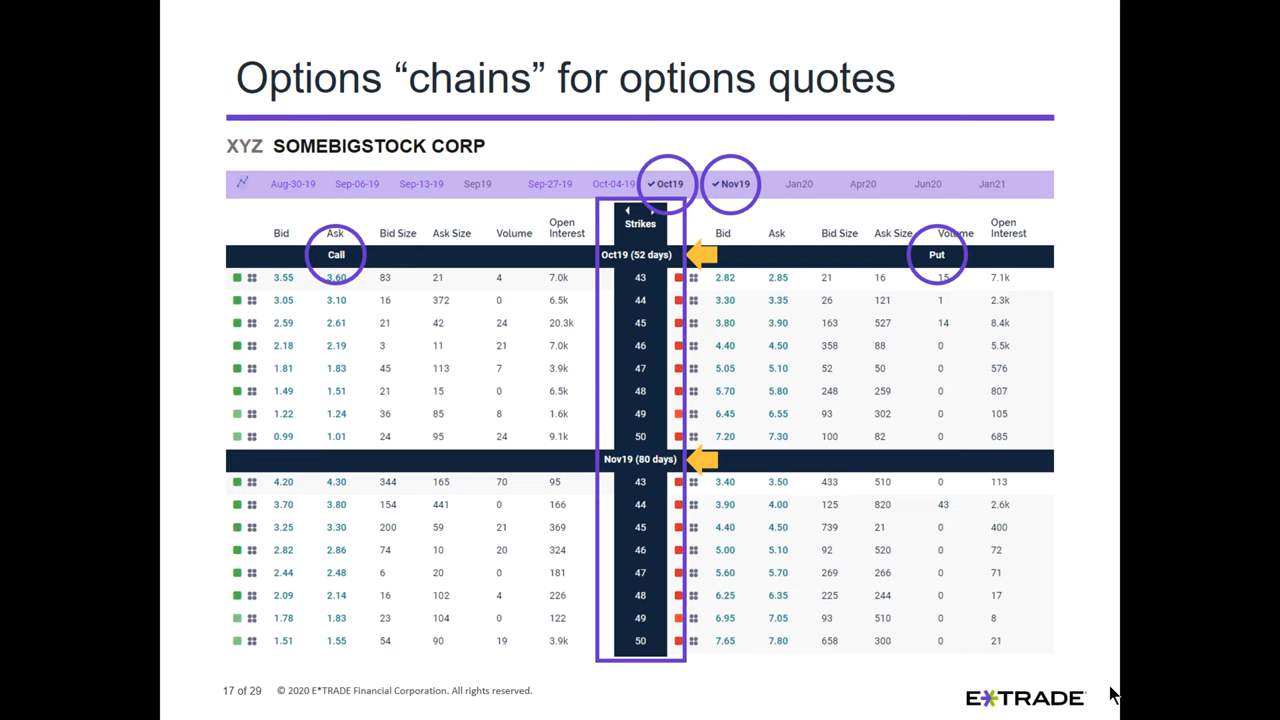 Options “chains” for options quotes
XYZ SOMEBIGSTOCK CORP
Aug-30-19 Sep-06-19 Sep-13-19 Sep19 Sep-27-19 Oct-04-19 Oct19 Nov19 Jan20 Apr20 Jun20 Jan21
Bid Ask Bid Size Ask Size Volume Open Interest Strikes Bid Ask Bid Size Ask Size Volume Open Interest
Call Oct19 (52 days) Put
3.55 3.60 83 21 4 7.0k 43 2.82 2.85 21 16 15 7.1k
3.05 3.10 16 372 0 6.5k 44 3.30 3.35 26 121 1 2.3k
2.59 2.61 21 42 24 20.3k 45 3.80 3.90 163 527 14 8.4k
2.18 2.19 3 11 21 7.0k 46 4.40 4.50 358 88 0 5.5k
1.81 1.83 45 113 7 3.9k 47 5.05 5.10 52 50 0 576
1.49 1.51 21 15 0 6.5k 48 5.70 5.80 248 259 0 807
1.22 1.24 36 85 8 1.6k 49 6.45 6.55 93 302 0 105
0.99 1.01 24 95 24 9.1k 50 7.20 7.30 100 82 0 685
Nov19 (80 days)
4.20 4.30 344 165 70 95 43 3.40 3.50 433 510 0 113
3.70 3.80 154 441 0 166 44 3.90 4.00 125 820 43 2.6k
3.25 3.30 200 59 21 369 45 4.40 4.50 739 21 0 400
2.82 2.86 74 10 20 324 46 5.00 5.10 92 520 0 72
2.44 2.48 6 20 0 181 47 5.60 5.70 269 266 0 71
2.09 2.14 16 102 4 226 48 6.25 6.35 225 244 0 17
1.78 1.83 23 104 0 122 49 6.95 7.05 93 510 0 8
1.51 1.55 54 90 19 3.9k 50 7.65 7.80 658 300 0 21
17 of 29 © 2020 E*TRADE Financial Corporation. All rights reserved.
E*TRADE